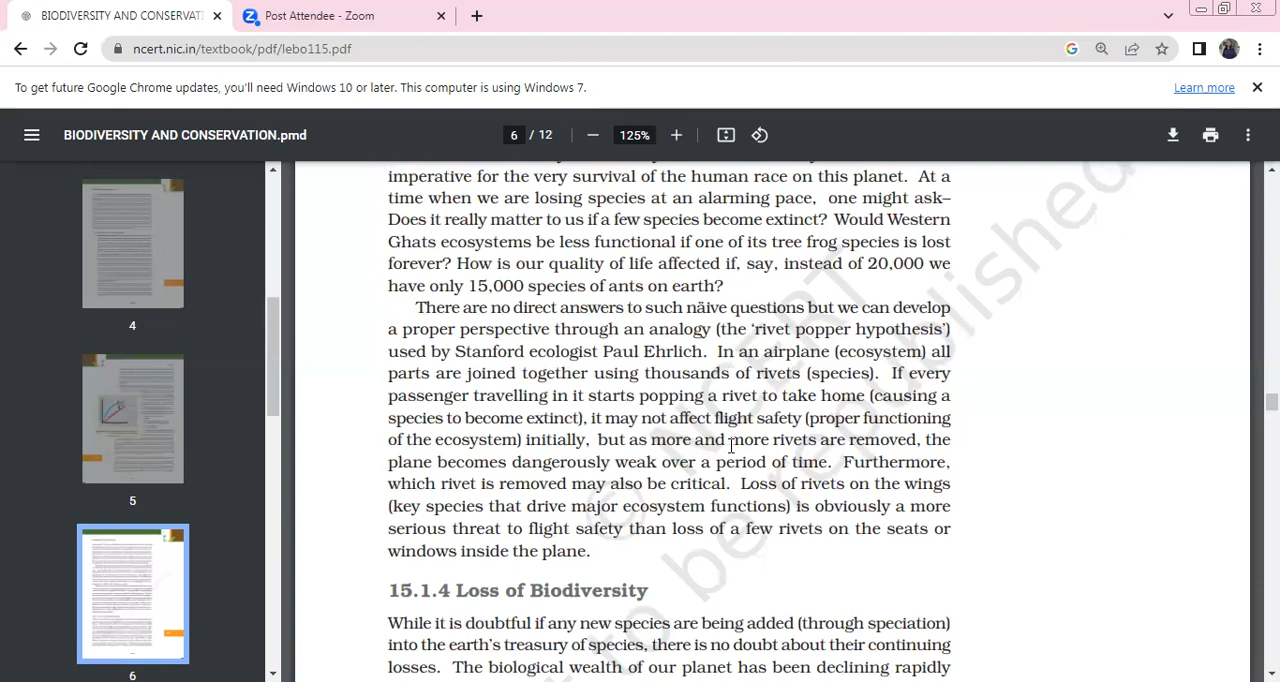 BIODIVERSITY AND CONSERVATI
Post Attendee - Zoom
ncert.nic.in/textbook/pdf/lebo115.pdf
To get future Google Chrome updates, you'll need Windows 10 or later. This computer is using Windows 7.
Learn more
BIODIVERSITY AND CONSERVATION.pmd
6 / 12
125%
4
5
6
imperative for the very survival of the human race on this planet. At a
time when we are losing species at an alarming pace, one might ask–
Does it really matter to us if a few species become extinct? Would Western
Ghats ecosystems be less functional if one of its tree frog species is lost
forever? How is our quality of life affected if, say, instead of 20,000 we
have only 15,000 species of ants on earth?
There are no direct answers to such näive questions but we can develop
a proper perspective through an analogy (the ‘rivet popper hypothesis’)
used by Stanford ecologist Paul Ehrlich. In an airplane (ecosystem) all
parts are joined together using thousands of rivets (species). If every
passenger travelling in it starts popping a rivet to take home (causing a
species to become extinct), it may not affect flight safety (proper functioning
of the ecosystem) initially, but as more and more rivets are removed, the
plane becomes dangerously weak over a period of time. Furthermore,
which rivet is removed may also be critical. Loss of rivets on the wings
(key species that drive major ecosystem functions) is obviously a more
serious threat to flight safety than loss of a few rivets on the seats or
windows inside the plane.
15.1.4 Loss of Biodiversity
While it is doubtful if any new species are being added (through speciation)
into the earth's treasury of species, there is no doubt about their continuing
losses. The biological wealth of our planet has been declining rapidly
© NCERT
to be republished